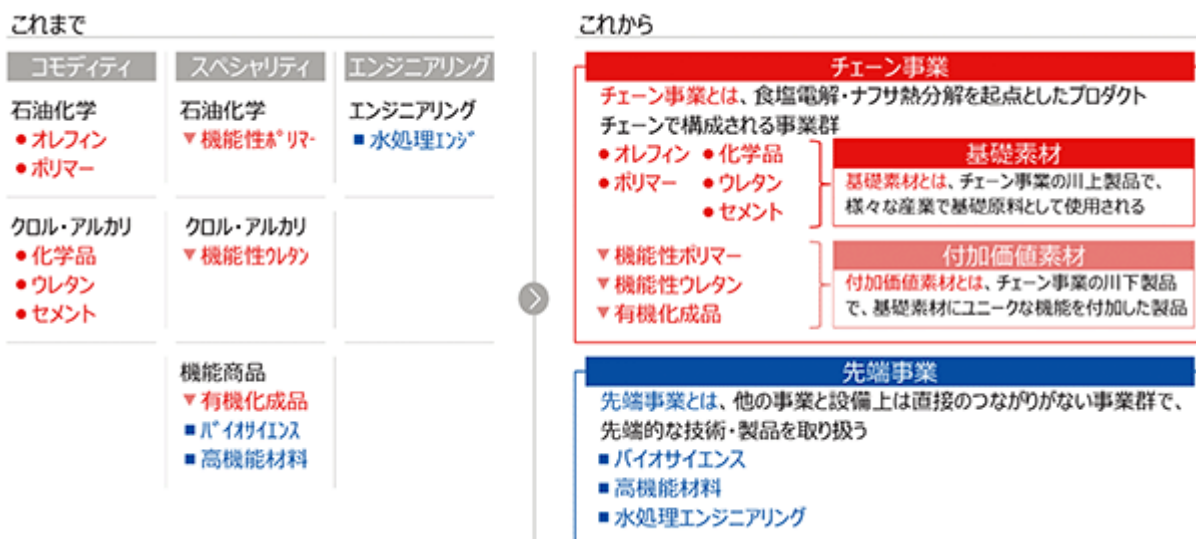 これまで
コモディティ
スペシャリティ
エンジニアリング
石油化学
●オレフィン
●ポリマー
石油化学
▼機能性ポリマー
エンジニアリング
■水処理エンジ
クロル・アルカリ
●化学品
●ウレタン
●セメント
クロル・アルカリ
▼機能性ウレタン
機能商品
▼有機化成品
■バイオサイエンス
■高機能材料
これから
チェーン事業
チェーン事業とは、食塩電解・ナフサ熱分解を起点としたプロダクト
チェーンで構成される事業群
●オレフィン ●化学品
●ポリマー ●ウレタン
●セメント
基礎素材
基礎素材とは、チェーン事業の川上製品で、
様々な産業で基礎原料として使用される
▼機能性ポリマー
▼機能性ウレタン
▼有機化成品
付加価値素材
付加価値素材とは、チェーン事業の川下製品
で、基礎素材にユニークな機能を付加した製品
先端事業
先端事業とは、他の事業と設備上は直接のつながりがない事業群で、
先端的な技術・製品を取り扱う
■バイオサイエンス
■高機能材料
■水処理エンジニアリング